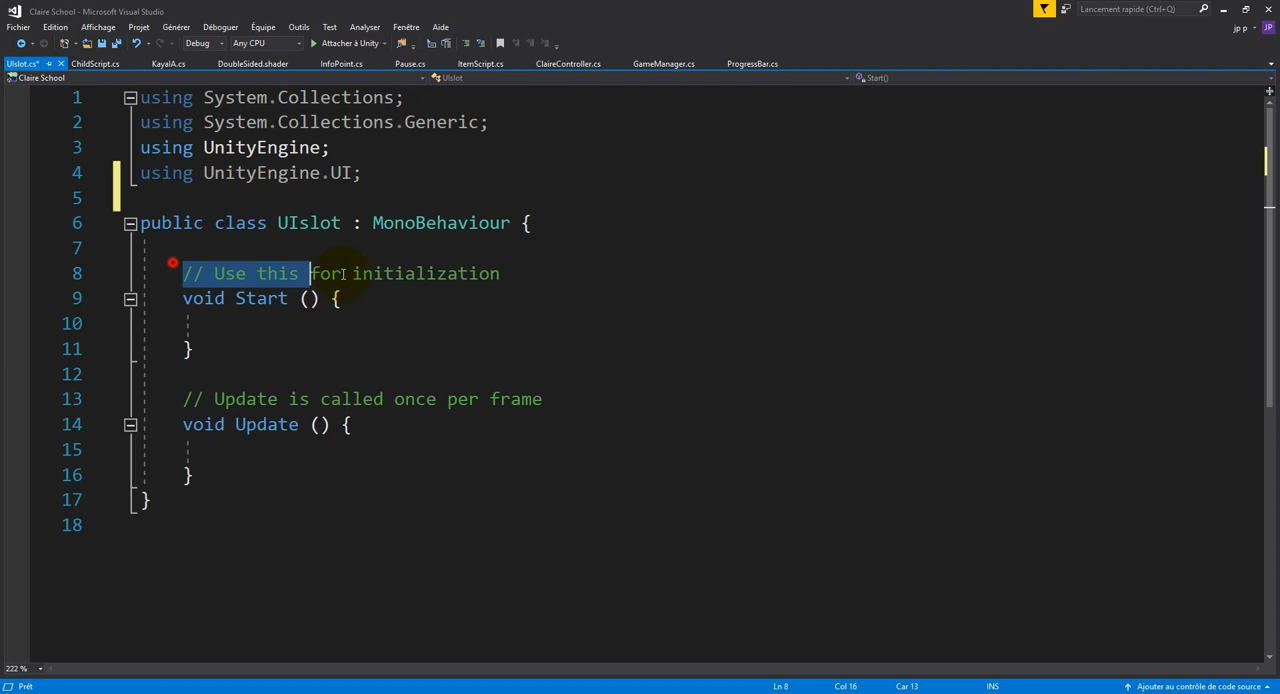 Claire School - Microsoft Visual Studio
Lancement rapide (Ctrl+Q)
Fichier Edition Affichage Projet Générer Déboguer Équipe Outils Test Analyser Fenêtre Aide
jp p JP
Debug Any CPU Attacher à Unity
UIslot.cs* ChildScript.cs KayaIA.cs DoubleSided.shader InfoPoint.cs Pause.cs ItemScript.cs ClaireController.cs GameManager.cs ProgressBar.cs
Claire School UIslot Start()
1 using System.Collections;
2 using System.Collections.Generic;
3 using UnityEngine;
4 using UnityEngine.UI;
5
6 public class UIslot : MonoBehaviour {
7
8 // Use this for initialization
9 void Start () {
10
11 }
12
13 // Update is called once per frame
14 void Update () {
15
16 }
17 }
18
222 %
Prêt Ln 8 Col 16 Car 13 INS Ajouter au contrôle de code source